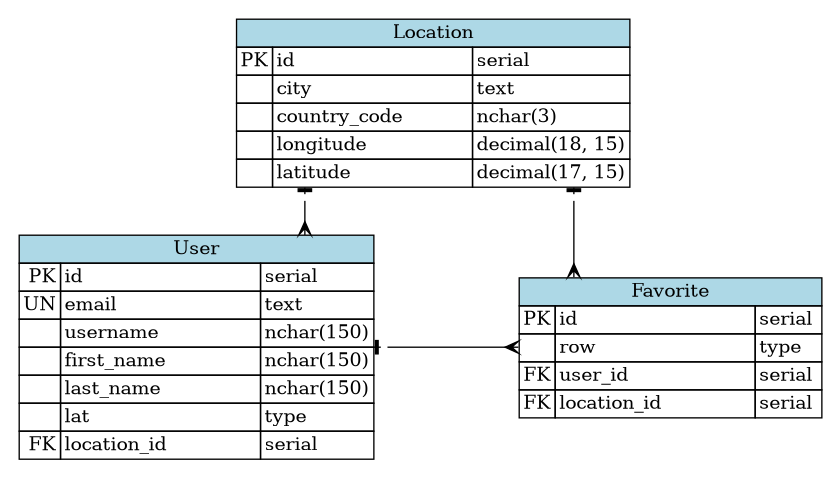 Location
PK id serial
city text
country_code nchar(3)
longitude decimal(18, 15)
latitude decimal(17, 15)
User
PK id serial
UN email text
username nchar(150)
first_name nchar(150)
last_name nchar(150)
lat type
FK location_id serial
Favorite
PK id serial
row type
FK user_id serial
FK location_id serial